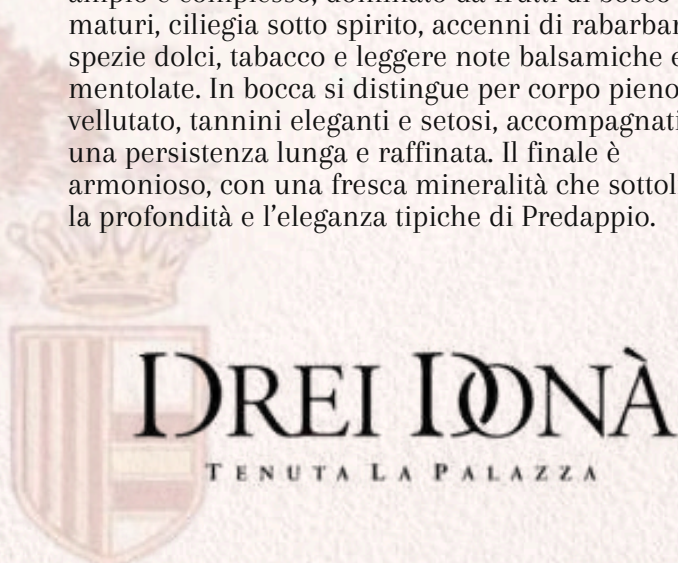 ampio e complesso, dominato da frutti di bosco
maturi, ciliegia sotto spirito, accenni di rabarbar
spezie dolci, tabacco e leggere note balsamiche e
mentolate. In bocca si distingue per corpo pieno
vellutato, tannini eleganti e setosi, accompagnati
una persistenza lunga e raffinata. Il finale è
armonioso, con una fresca mineralità che sottol
la profondità e l’eleganza tipiche di Predappio.
DREI DONÀ
TENUTA LA PALAZZA